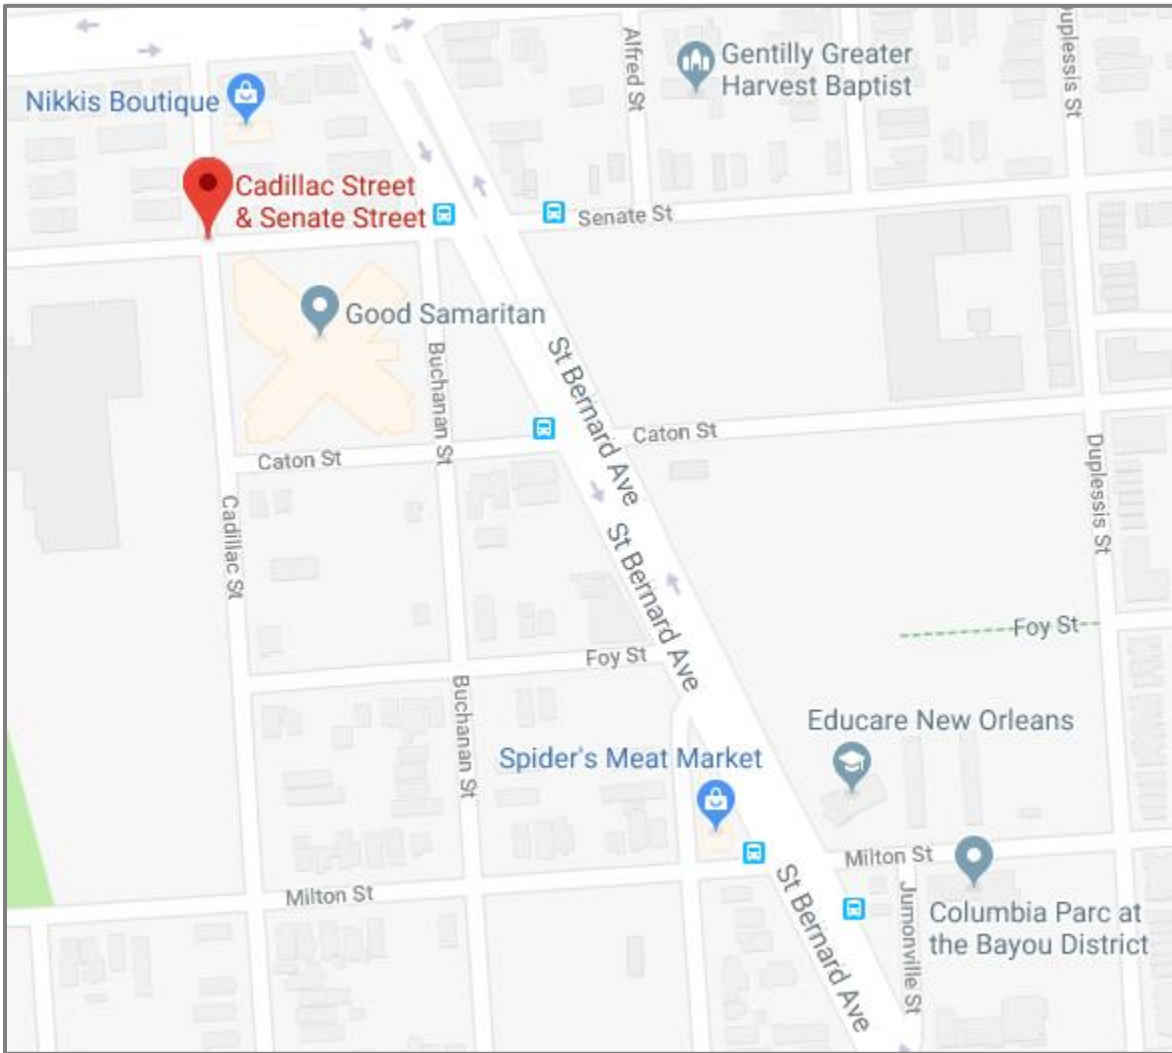 Duplessis St
Alfred St
Gentilly Greater
Harvest Baptist
Nikkis Boutique
Cadillac Street
& Senate Street
Senate St
Good Samaritan
St Bernard Ave
Buchanan St
Caton St
Caton St
Duplessis St
Cadillac St
St Bernard Ave
Foy St
Foy St
Buchanan St
Educare New Orleans
Spider's Meat Market
Milton St
Milton St
St Bernard Ave
Jumonville St
Columbia Parc at
the Bayou District